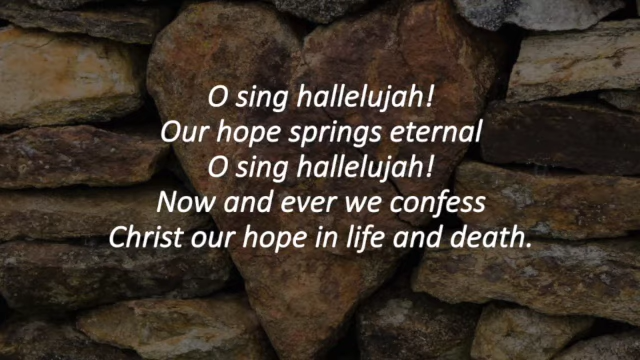 O sing hallelujah!
Our hope springs eternal
O sing hallelujah!
Now and ever we confess
Christ our hope in life and death.